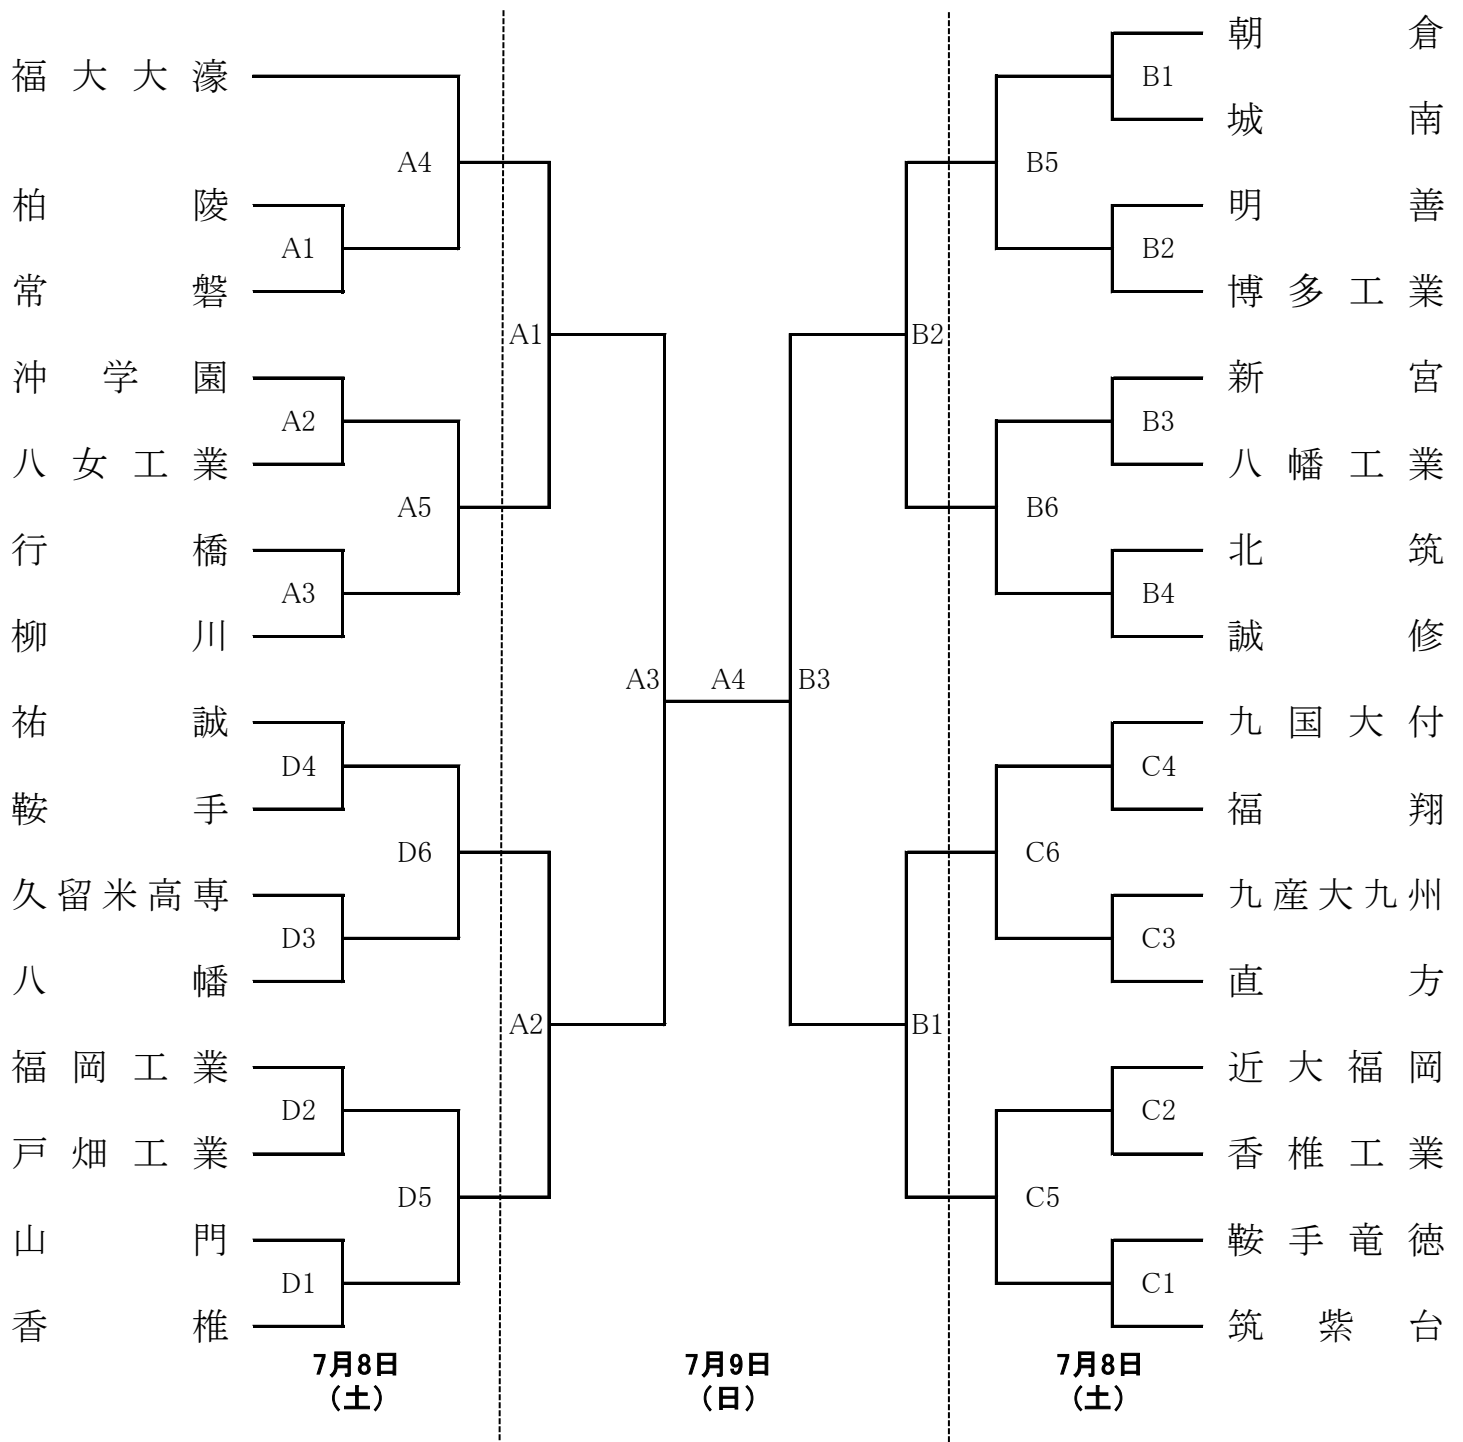 福大大濠
柏陵
常磐
沖学園
八女工業
行橋
柳川
祐誠
鞍手
久留米高専
八幡
福岡工業
戸畑工業
山門
香椎
A1
A2
A3
D4
D3
D2
D1
A4
A5
D6
D5
A1
A2
A3
A4
B3
B2
B1
B5
B6
C6
C5
B1
B2
B3
B4
C4
C3
C2
C1
朝倉
城南
明善
博多工業
新宮
八幡工業
北筑
誠修
九国大付
福翔
九産大九州
直方
近大福岡
香椎工業
鞍手竜徳
筑紫台
7月8日
(土)
7月9日
(日)
7月8日
(土)